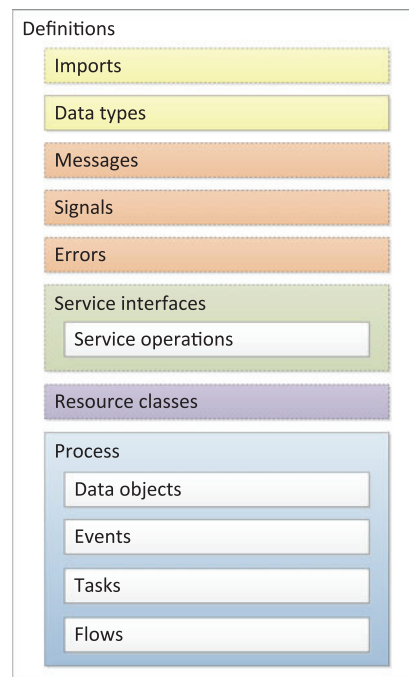 Definitions
Imports
Data types
Messages
Signals
Errors
Service interfaces
Service operations
Resource classes
Process
Data objects
Events
Tasks
Flows